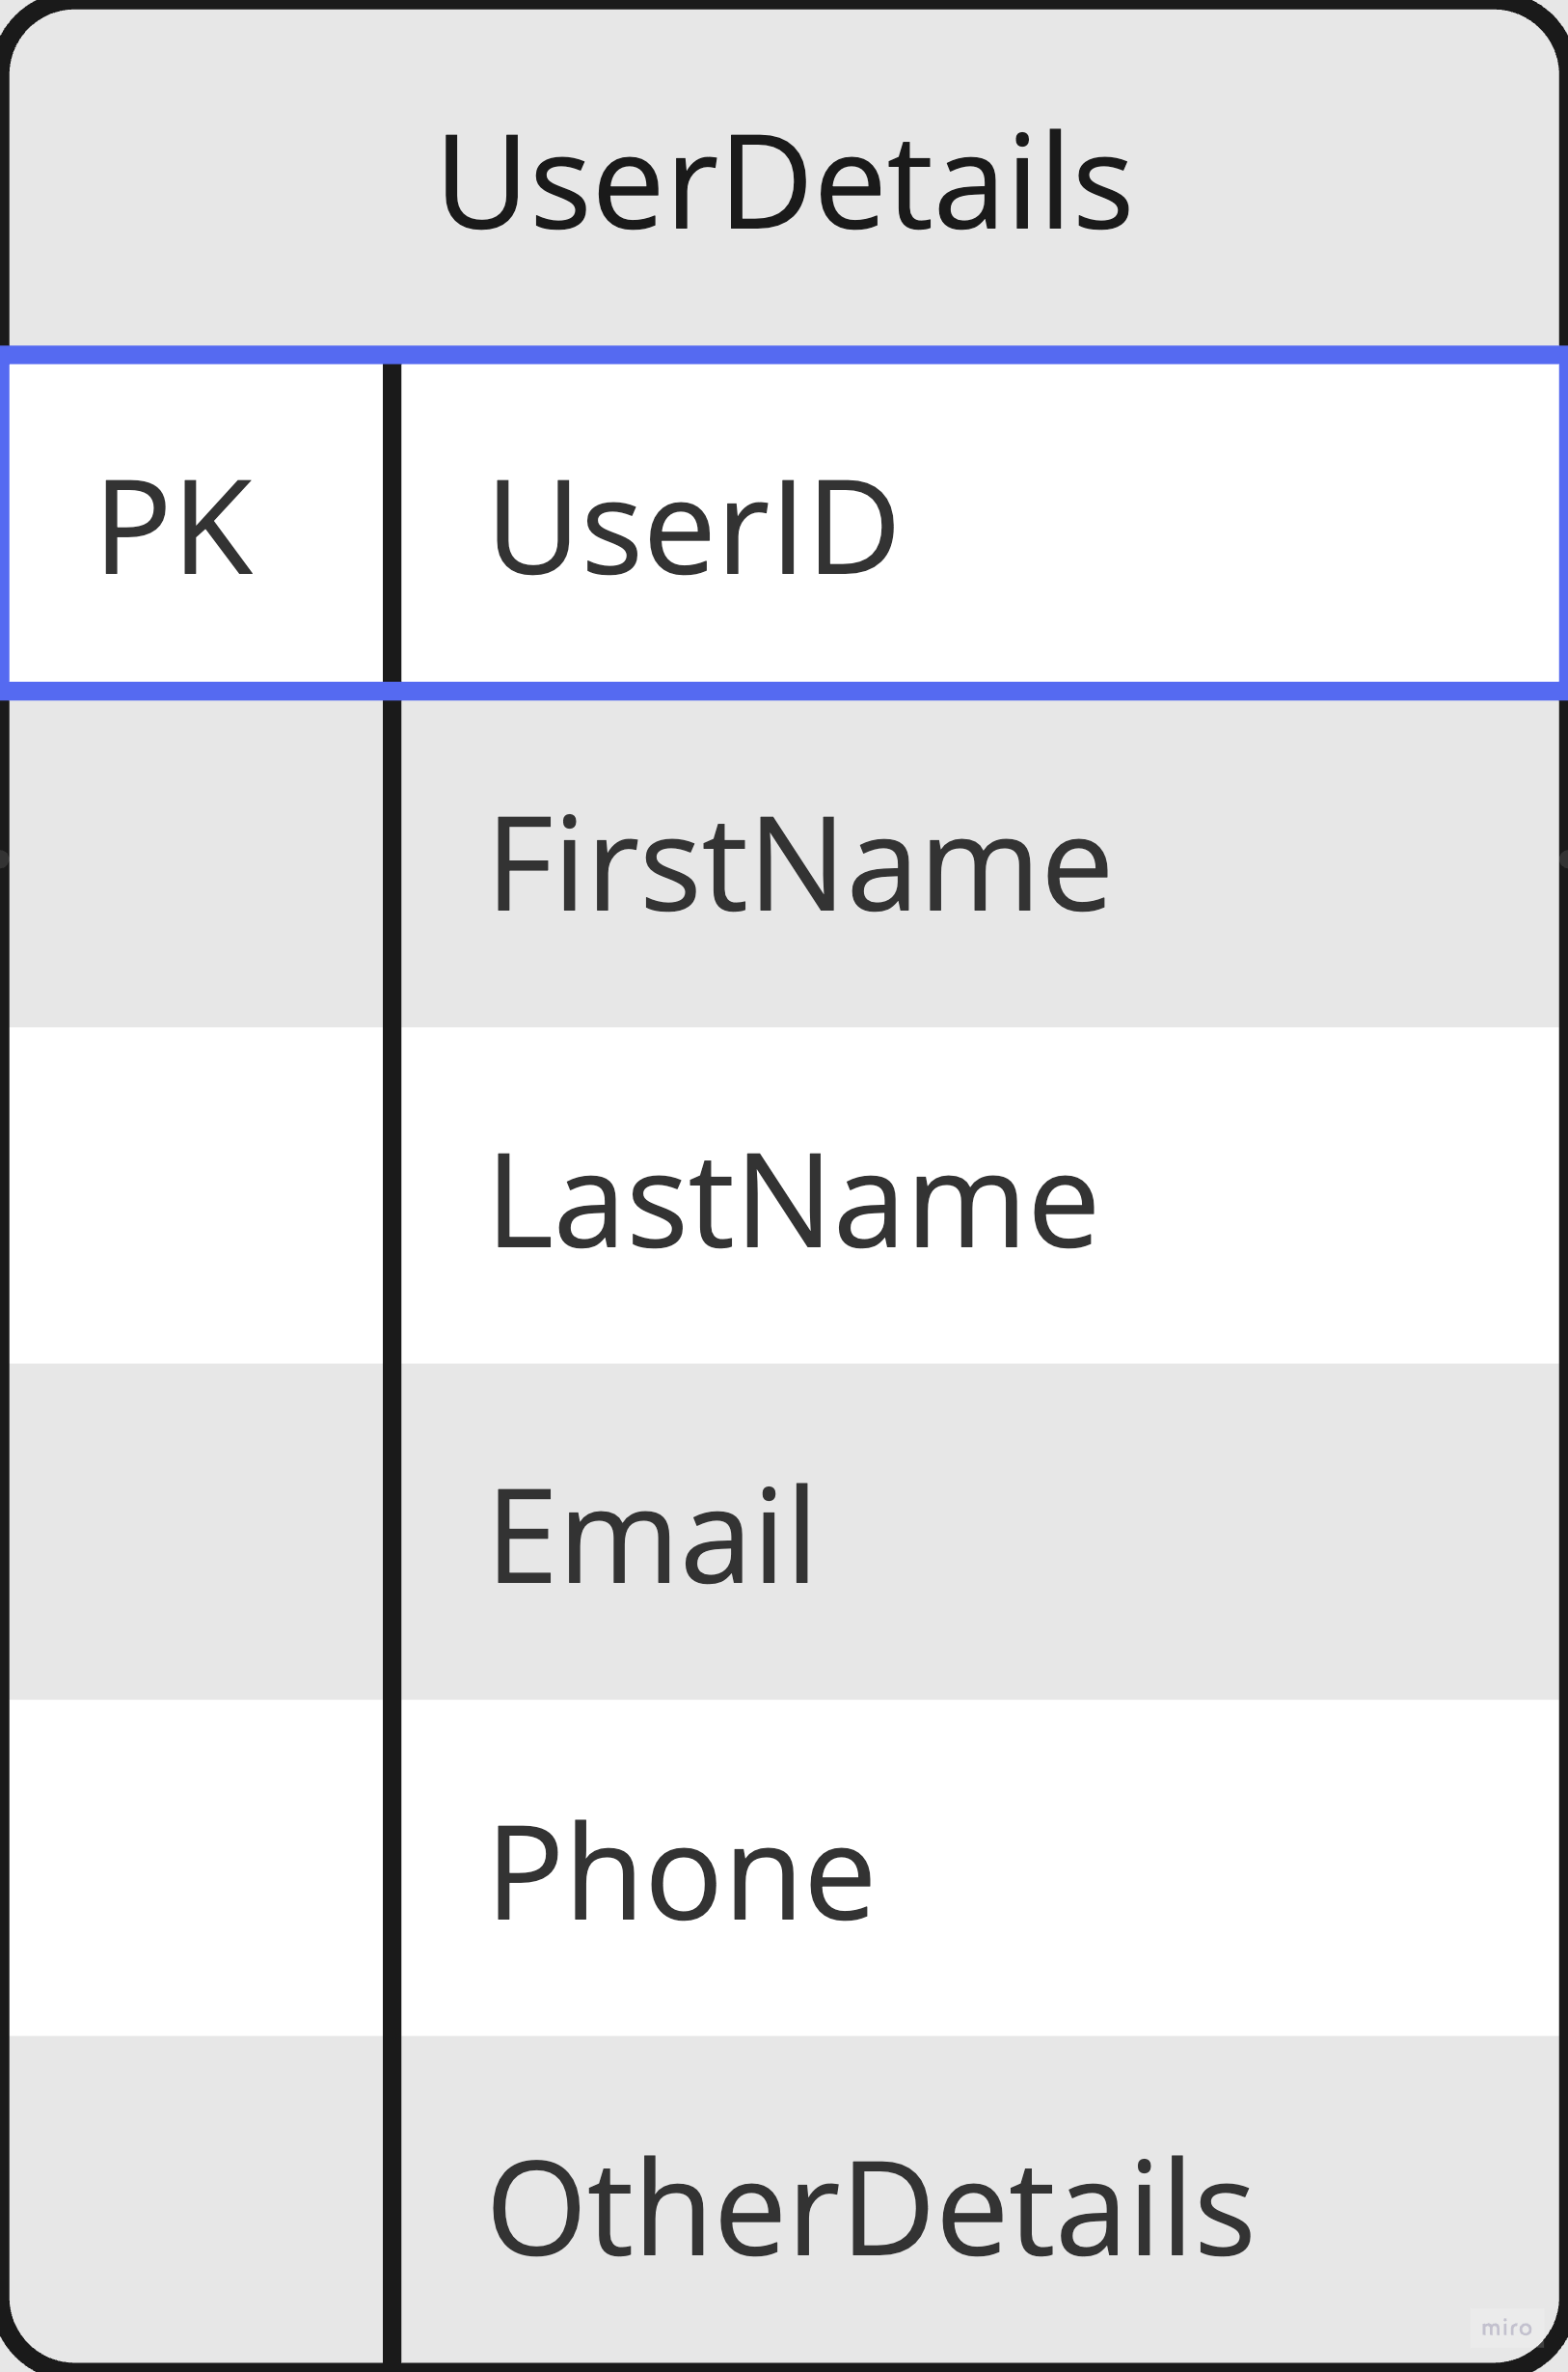 UserDetails
PK UserID
FirstName
LastName
Email
Phone
OtherDetails
miro